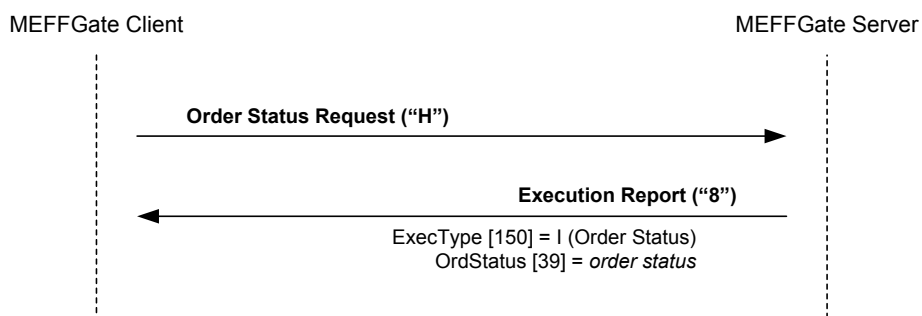 MEFFGate Client
MEFFGate Server
Order Status Request (“H”)
Execution Report (“8”)
ExecType [150] = I (Order Status)
OrdStatus [39] = order status